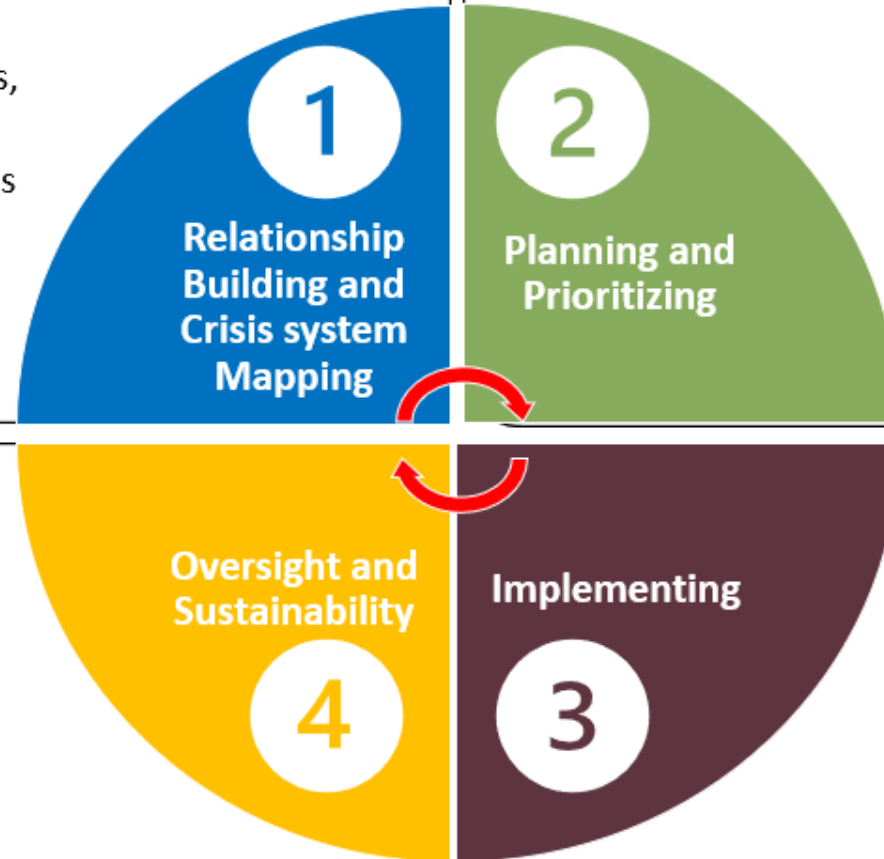 s,
s
1
Relationship
Building and
Crisis system
Mapping
2
Planning and
Prioritizing
Oversight and
Sustainability
4
Implementing
3